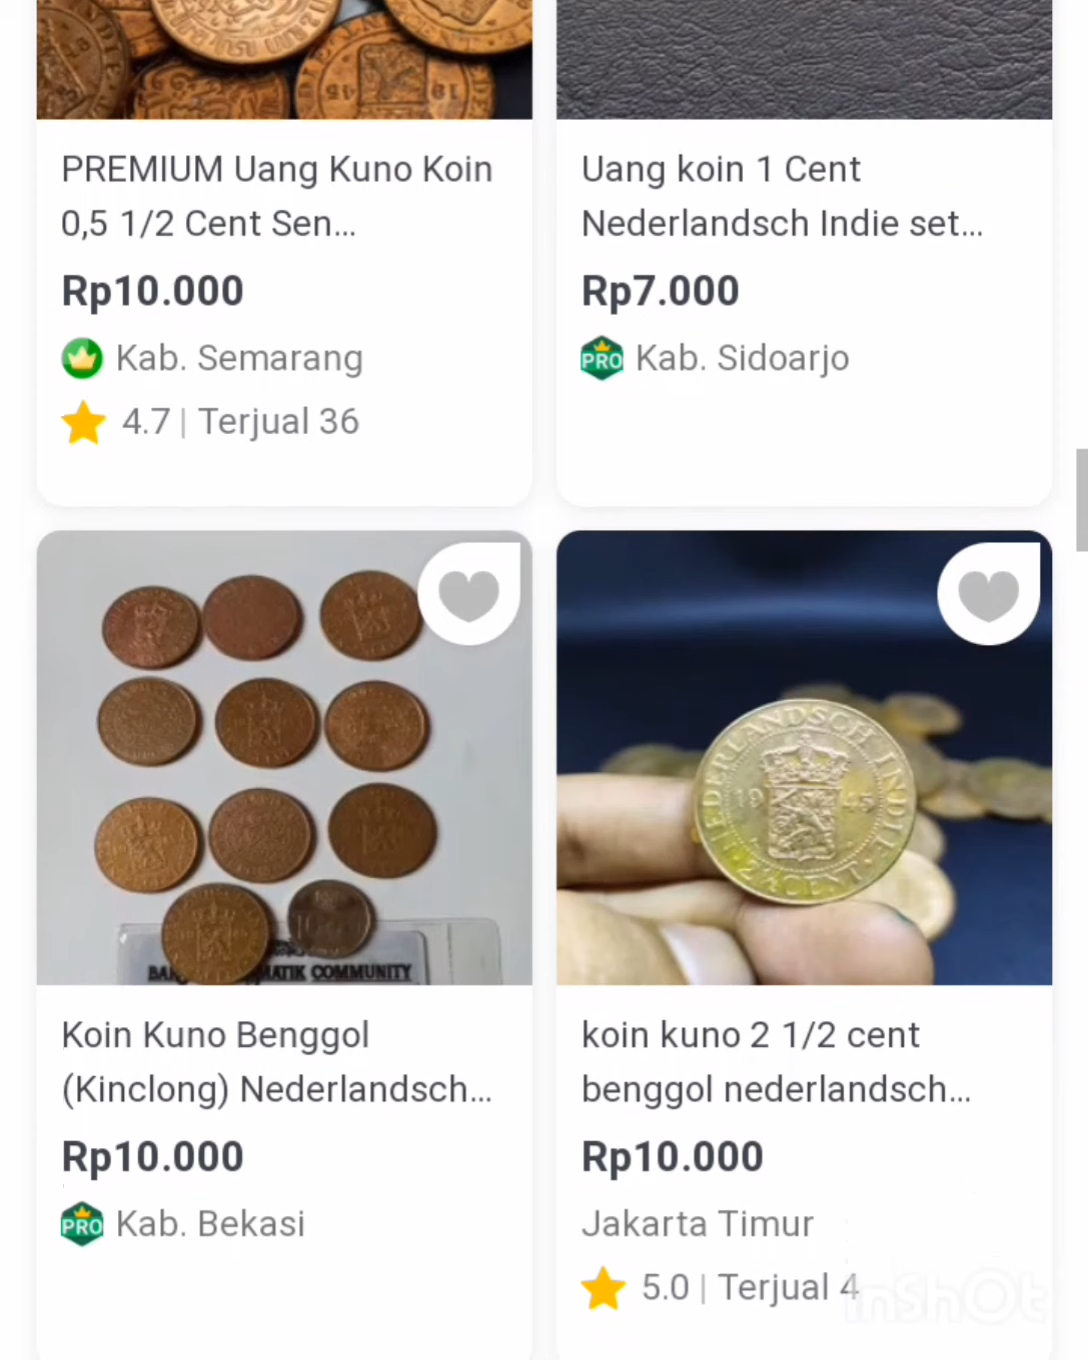 PREMIUM Uang Kuno Koin
0,5 1/2 Cent Sen...
Rp10.000
Kab. Semarang
4.7 | Terjual 36
Uang koin 1 Cent
Nederlandsch Indie set...
Rp7.000
PRO Kab. Sidoarjo
NEDERLANDSCH INDIE
19 45
2½ CENT
MATIK COMMUNITY
Koin Kuno Benggol
(Kinclong) Nederlandsch...
Rp10.000
PRO Kab. Bekasi
koin kuno 2 1/2 cent
benggol nederlandsch...
Rp10.000
Jakarta Timur
5.0 | Terjual 4
InShOt